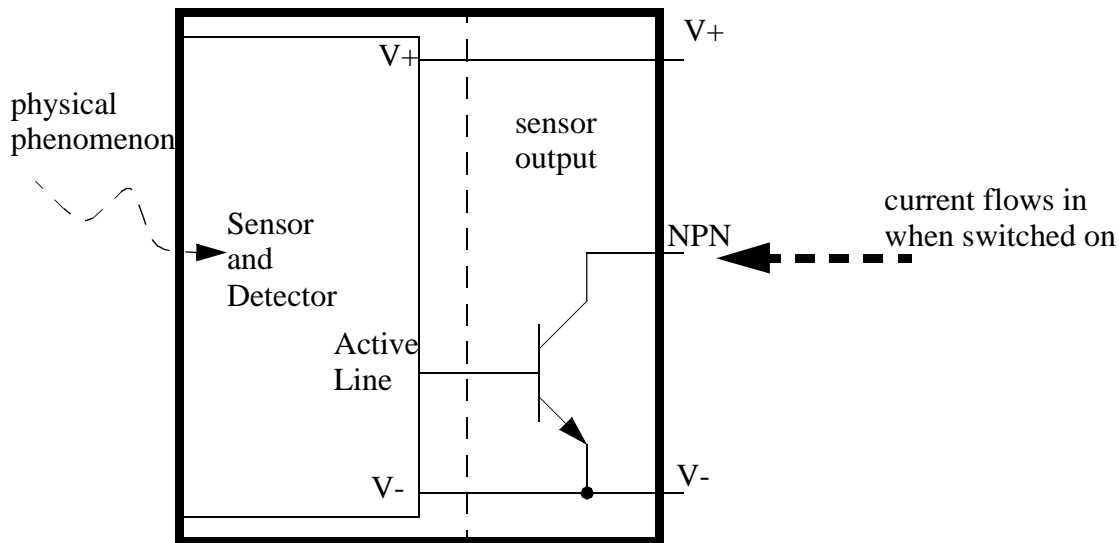 V+
V+
physical
phenomenon
sensor
output
Sensor
and
Detector
NPN
current flows in
when switched on
Active
Line
V-
V-